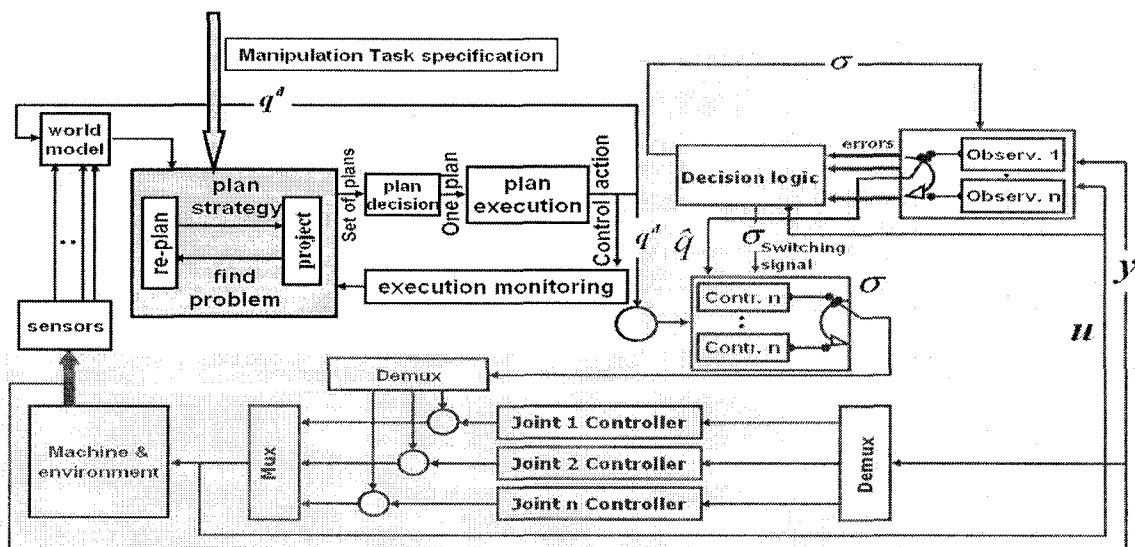 Manipulation Task specification
σ
q^d
world
model
errors
Observ. 1
Observ. n
plan
strategy
Set of plans
plan
decision
One plan
plan
execution
Control action
Decision logic
re-plan
project
find
problem
q^d
q̂
σ
Switching
signal
execution monitoring
sensors
Contr. n
:
Contr. n
σ
y
u
Demux
Machine &
environment
Mux
Joint 1 Controller
Joint 2 Controller
Joint n Controller
Demux